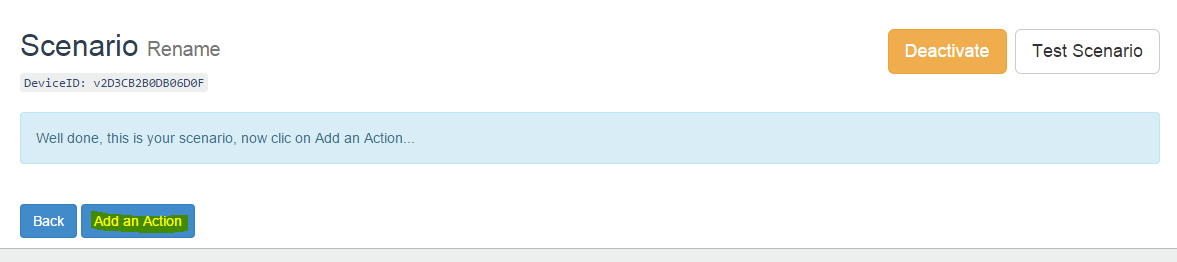 Scenario Rename
Deactivate
Test Scenario
DeviceID: v2D3CB2B0DB06D0F
Well done, this is your scenario, now clic on Add an Action...
Back
Add an Action